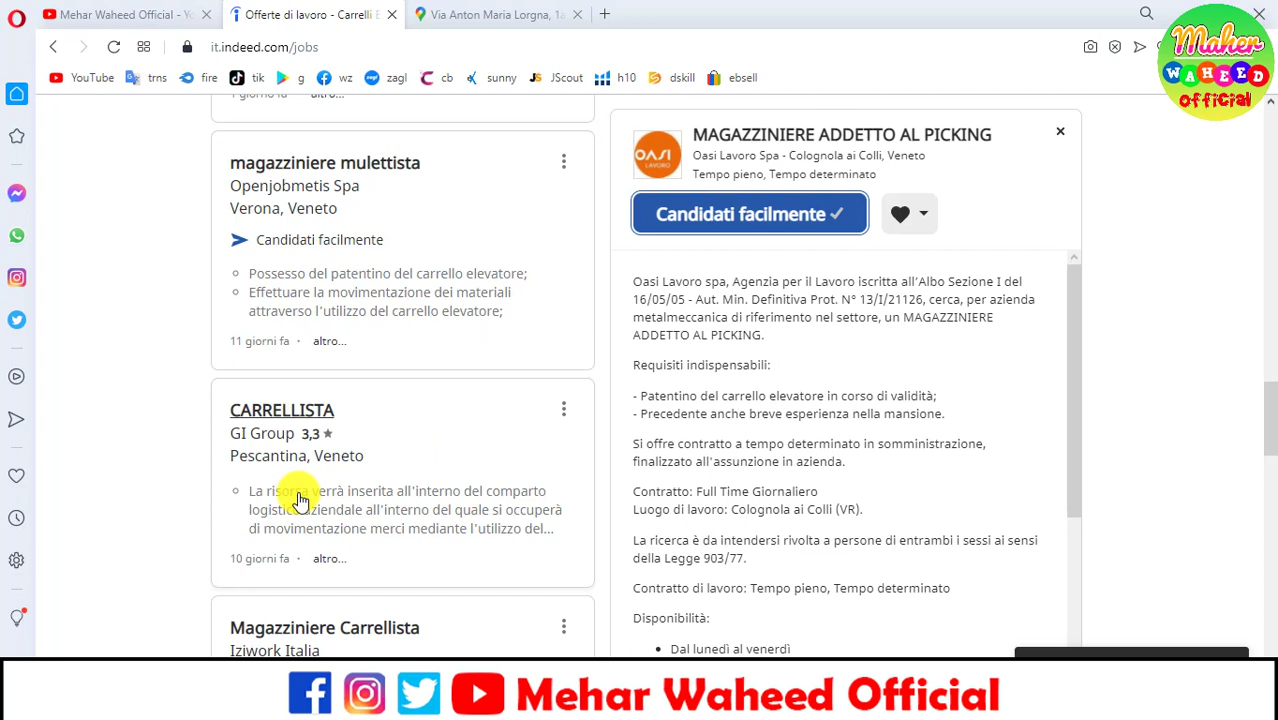 Mehar Waheed Official - Yo
Offerte di lavoro - Carrelli E
Via Anton Maria Lorgna, 1a
it.indeed.com/jobs
YouTube
trns
fire
tik
g
wz
zagl
cb
sunny
JScout
h10
dskill
ebsell
Maher
WAHEED
official
1 giorno fa · altro...
magazziniere mulettista
Openjobmetis Spa
Verona, Veneto
Candidati facilmente
Possesso del patentino del carrello elevatore;
Effettuare la movimentazione dei materiali
attraverso l'utilizzo del carrello elevatore;
11 giorni fa · altro...
CARRELLISTA
GI Group 3,3
Pescantina, Veneto
La risorsa verrà inserita all'interno del comparto
logistico aziendale all'interno del quale si occuperà
di movimentazione merci mediante l'utilizzo del...
10 giorni fa · altro...
Magazziniere Carrellista
Iziwork Italia
OASI
LAVORO
MAGAZZINIERE ADDETTO AL PICKING
Oasi Lavoro Spa - Colognola ai Colli, Veneto
Tempo pieno, Tempo determinato
Candidati facilmente
Oasi Lavoro spa, Agenzia per il Lavoro iscritta all'Albo Sezione I del
16/05/05 - Aut. Min. Definitiva Prot. N° 13/I/21126, cerca, per azienda
metalmeccanica di riferimento nel settore, un MAGAZZINIERE
ADDETTO AL PICKING.
Requisiti indispensabili:
- Patentino del carrello elevatore in corso di validità;
- Precedente anche breve esperienza nella mansione.
Si offre contratto a tempo determinato in somministrazione,
finalizzato all'assunzione in azienda.
Contratto: Full Time Giornaliero
Luogo di lavoro: Colognola ai Colli (VR).
La ricerca è da intendersi rivolta a persone di entrambi i sessi ai sensi
della Legge 903/77.
Contratto di lavoro: Tempo pieno, Tempo determinato
Disponibilità:
Dal lunedì al venerdì
Mehar Waheed Official